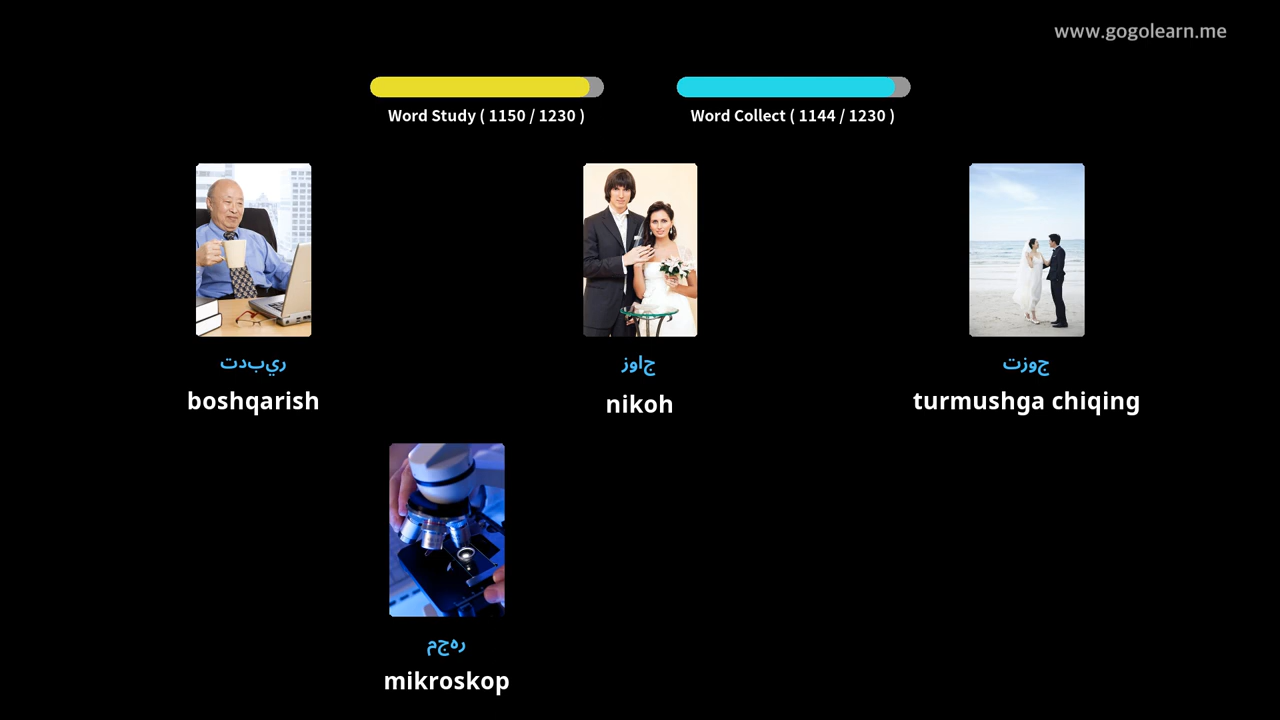 www.gogolearn.me
Word Study ( 1150 / 1230 )
Word Collect ( 1144 / 1230 )
ريبدت
boshqarish
جاوز
nikoh
جوزت
turmushga chiqing
رهجم
mikroskop